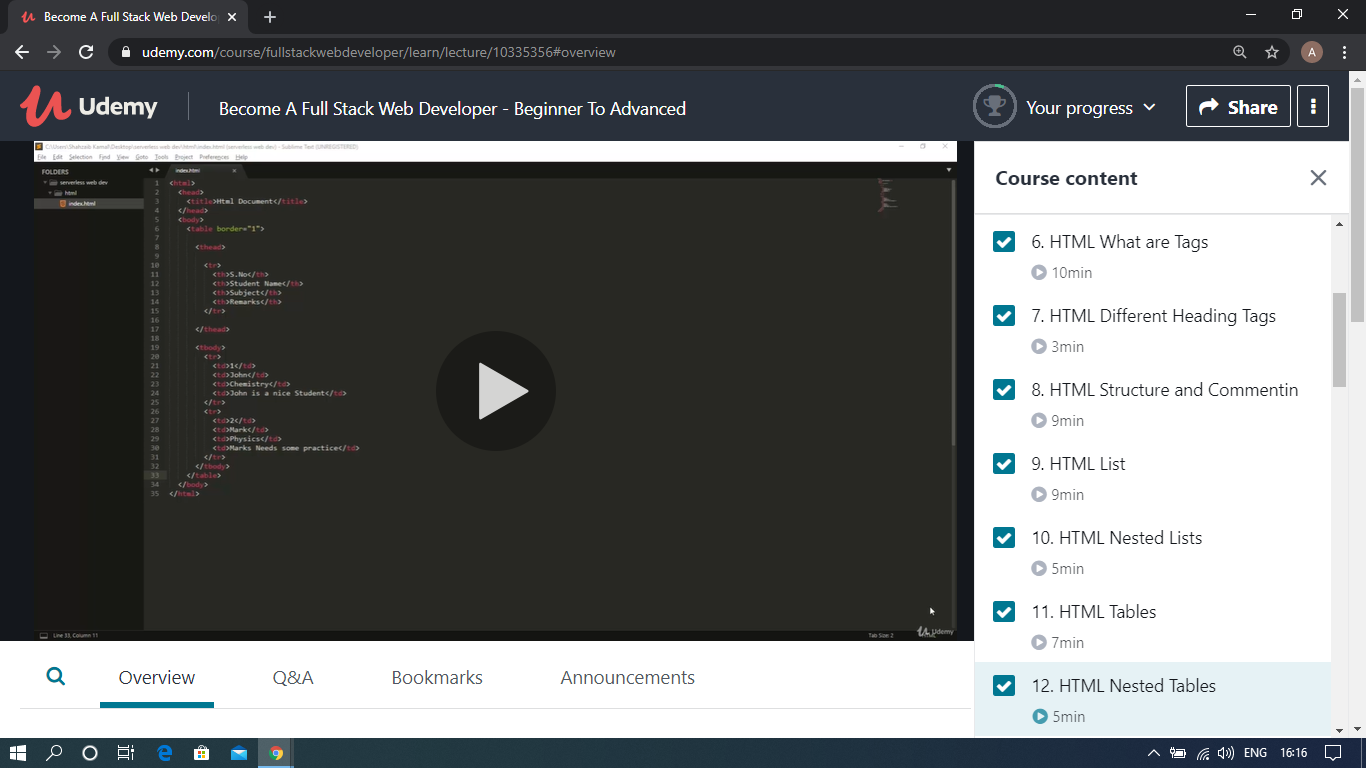 Become A Full Stack Web Develo
udemy.com/course/fullstackwebdeveloper/learn/lecture/10335356#overview
A
Udemy
Become A Full Stack Web Developer - Beginner To Advanced
Your progress
Share
C:\Users\Shahzaib Kamal\Desktop\serverless web dev\html\index.html (serverless web dev) - Sublime Text (UNREGISTERED)
File Edit Selection Find View Goto Tools Project Preferences Help
FOLDERS
serverless web dev
html
index.html
index.html
1 <html>
2 <head>
3 <title>Html Document</title>
4 </head>
5 <body>
6 <table border="1">
7
8 <thead>
9
10 <tr>
11 <th>S.No</th>
12 <th>Student Name</th>
13 <th>Subject</th>
14 <th>Remarks</th>
15 </tr>
16
17 </thead>
18
19 <tbody>
20 <tr>
21 <td>1</td>
22 <td>John</td>
23 <td>Chemistry</td>
24 <td>John is a nice Student</td>
25 </tr>
26 <tr>
27 <td>2</td>
28 <td>Mark</td>
29 <td>Physics</td>
30 <td>Marks Needs some practice</td>
31 </tr>
32 </tbody>
33 </table>
34 </body>
35 </html>
Line 33, Column 11
Tab Size 2
Udemy
Course content
6. HTML What are Tags
10min
7. HTML Different Heading Tags
3min
8. HTML Structure and Commentin
9min
9. HTML List
9min
10. HTML Nested Lists
5min
11. HTML Tables
7min
12. HTML Nested Tables
5min
Overview
Q&A
Bookmarks
Announcements
ENG
16:16